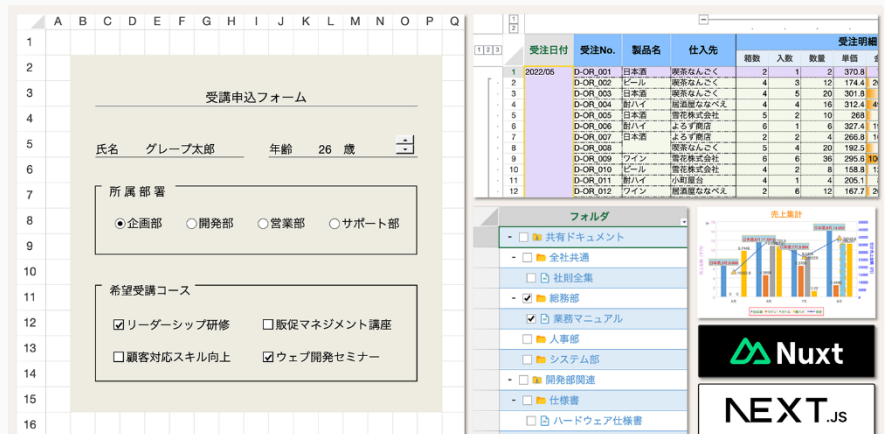 A B C D E F G H I J K L M N O P Q
1
2
3
4
5
6
7
8
9
10
11
12
13
14
15
16
受講申込フォーム
氏名 グレープ太郎 年齢 26 歳
所属部署
企画部 開発部 営業部 サポート部
希望受講コース
リーダーシップ研修 販促マネジメント講座
顧客対応スキル向上 ウェブ開発セミナー
1
2
1 2 3
受注日付 受注No. 製品名 仕入先 受注明細
箱数 入数 数量 単価
1 2022/05 D-OR_001 日本酒 喫茶なんごく 2 1 2 370.8
2 D-OR_002 ビール 喫茶なんごく 4 3 12 174.4
3 D-OR_003 日本酒 喫茶なんごく 4 5 20 301.8
4 D-OR_004 酎ハイ 居酒屋ななべえ 4 4 16 312.4
5 D-OR_005 日本酒 雪花株式会社 5 2 10 268
6 D-OR_006 酎ハイ よろず商店 6 1 6 327.4
7 D-OR_007 日本酒 よろず商店 2 2 4 266.8
8 D-OR_008 喫茶なんごく 5 4 20 192.5
9 D-OR_009 ワイン 雪花株式会社 6 6 36 295.6
10 D-OR_010 ビール 雪花株式会社 4 2 8 158.8
11 D-OR_011 酎ハイ 小町屋台 4 1 4 205.1
12 D-OR_012 ワイン 居酒屋ななべえ 2 6 12 167.7
フォルダ
共有ドキュメント
全社共通
社則全集
総務部
業務マニュアル
人事部
システム部
開発部関連
仕様書
ハードウェア仕様書
売上集計
Nuxt
NEXT.JS